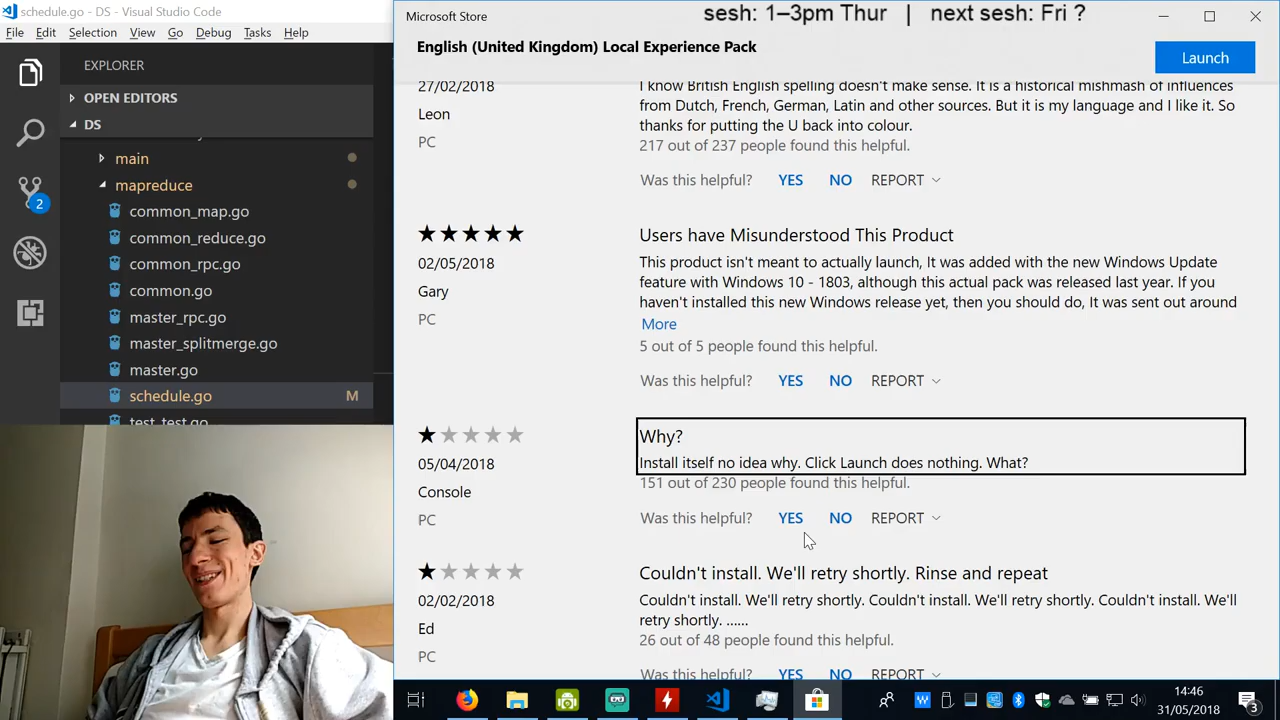 schedule.go - DS - Visual Studio Code
File Edit Selection View Go Debug Tasks Help
EXPLORER
OPEN EDITORS
DS
main
mapreduce
common_map.go
common_reduce.go
common_rpc.go
common.go
master_rpc.go
master_splitmerge.go
master.go
schedule.go M
test_test.go
2
Microsoft Store
sesh: 1–3pm Thur | next sesh: Fri ?
English (United Kingdom) Local Experience Pack
Launch
27/02/2018
Leon
PC
I know British English spelling doesn't make sense. It is a historical mishmash of influences
from Dutch, French, German, Latin and other sources. But it is my language and I like it. So
thanks for putting the U back into colour.
217 out of 237 people found this helpful.
Was this helpful? YES NO REPORT
02/05/2018
Gary
PC
Users have Misunderstood This Product
This product isn't meant to actually launch, It was added with the new Windows Update
feature with Windows 10 - 1803, although this actual pack was released last year. If you
haven't installed this new Windows release yet, then you should do, It was sent out around
More
5 out of 5 people found this helpful.
Was this helpful? YES NO REPORT
05/04/2018
Console
PC
Why?
Install itself no idea why. Click Launch does nothing. What?
151 out of 230 people found this helpful.
Was this helpful? YES NO REPORT
02/02/2018
Ed
PC
Couldn't install. We'll retry shortly. Rinse and repeat
Couldn't install. We'll retry shortly. Couldn't install. We'll retry shortly. Couldn't install. We'll
retry shortly. ......
26 out of 48 people found this helpful.
Was this helpful? YES NO REPORT
14:46
31/05/2018
3